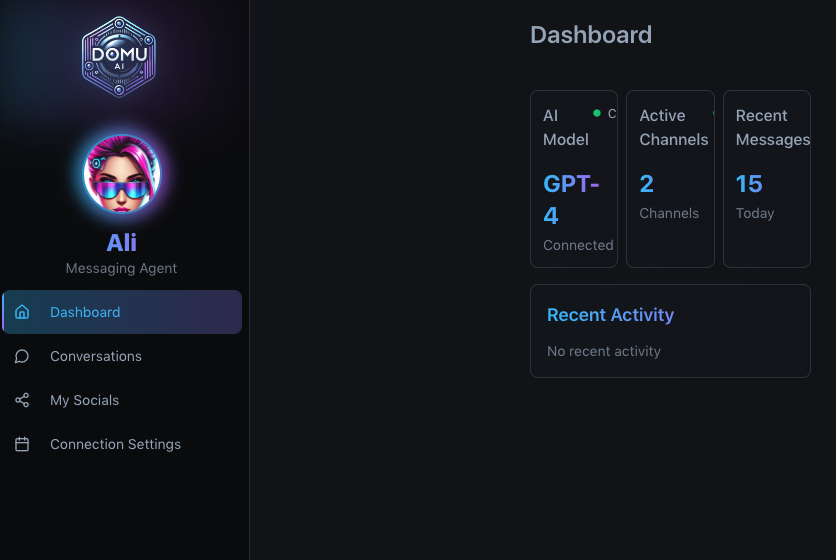 DOMU
AI
Ali
Messaging Agent
Dashboard
Conversations
My Socials
Connection Settings
Dashboard
AI
Model
C
GPT-
4
Connected
Active
Channels
2
Channels
Recent
Messages
15
Today
Recent Activity
No recent activity